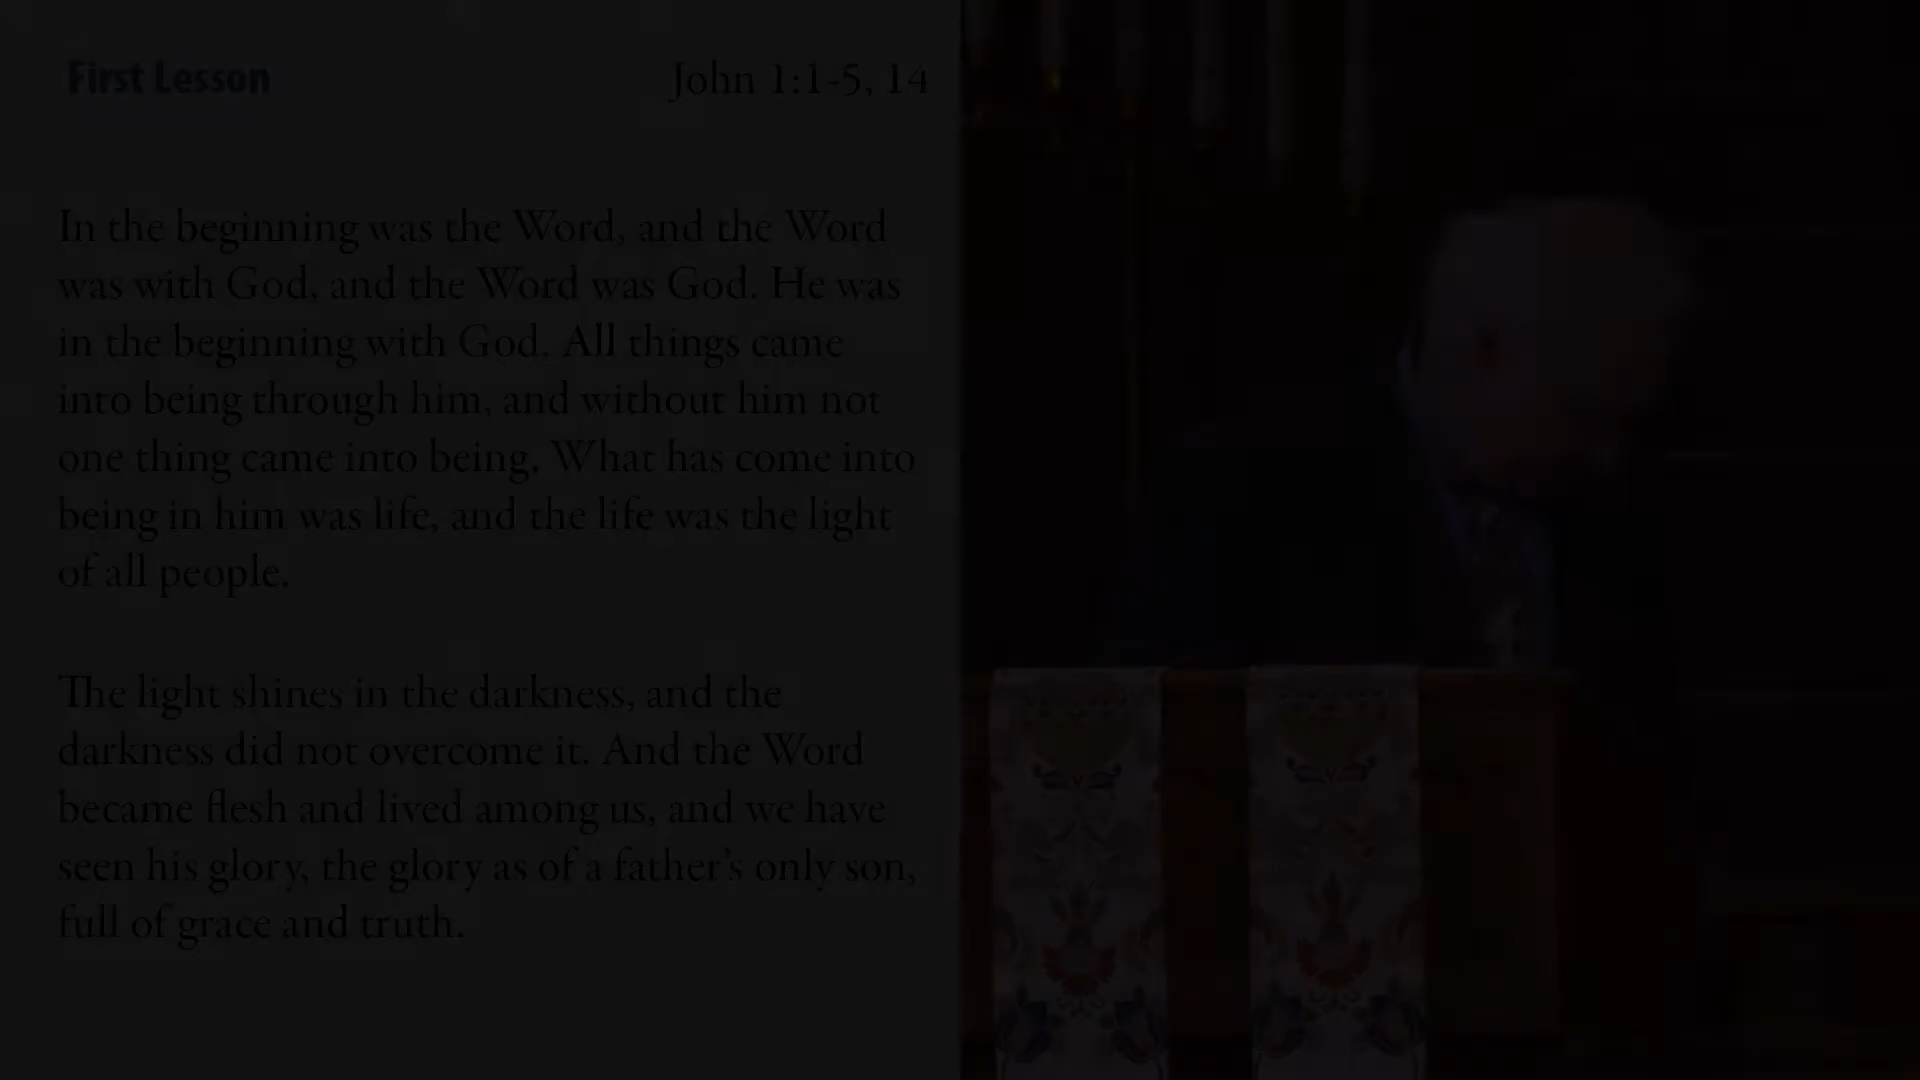 First Lesson
John 1:1-5, 14
In the beginning was the Word, and the Word
was with God, and the Word was God. He was
in the beginning with God. All things came
into being through him, and without him not
one thing came into being. What has come into
being in him was life, and the life was the light
of all people.
The light shines in the darkness, and the
darkness did not overcome it. And the Word
became flesh and lived among us, and we have
seen his glory, the glory as of a father’s only son,
full of grace and truth.